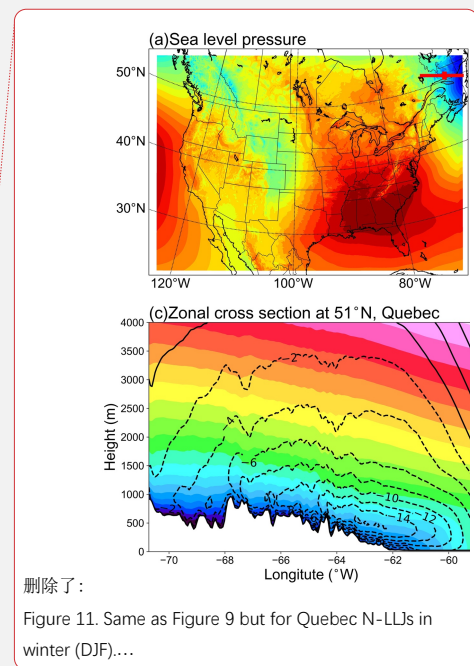 (a)Sea level pressure
50°N
40°N
30°N
120°W 100°W 80°W
(c)Zonal cross section at 51°N, Quebec
4000
3500
3000
2500
2000
1500
1000
500
0
Height (m)
-2
-6
-10
-12
-14
-70 -68 -66 -64 -62 -60
Longitute (°W)
删除了:
Figure 11. Same as Figure 9 but for Quebec N-LLJs in
winter (DJF)....